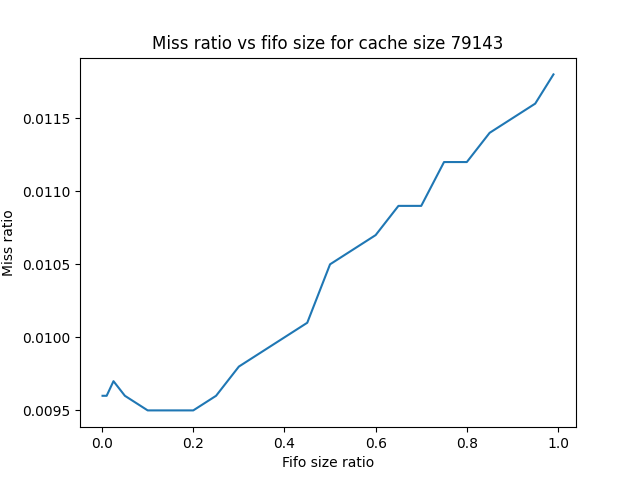 Miss ratio vs fifo size for cache size 79143
0.0115
0.0110
0.0105
0.0100
0.0095
Miss ratio
0.0 0.2 0.4 0.6 0.8 1.0
Fifo size ratio